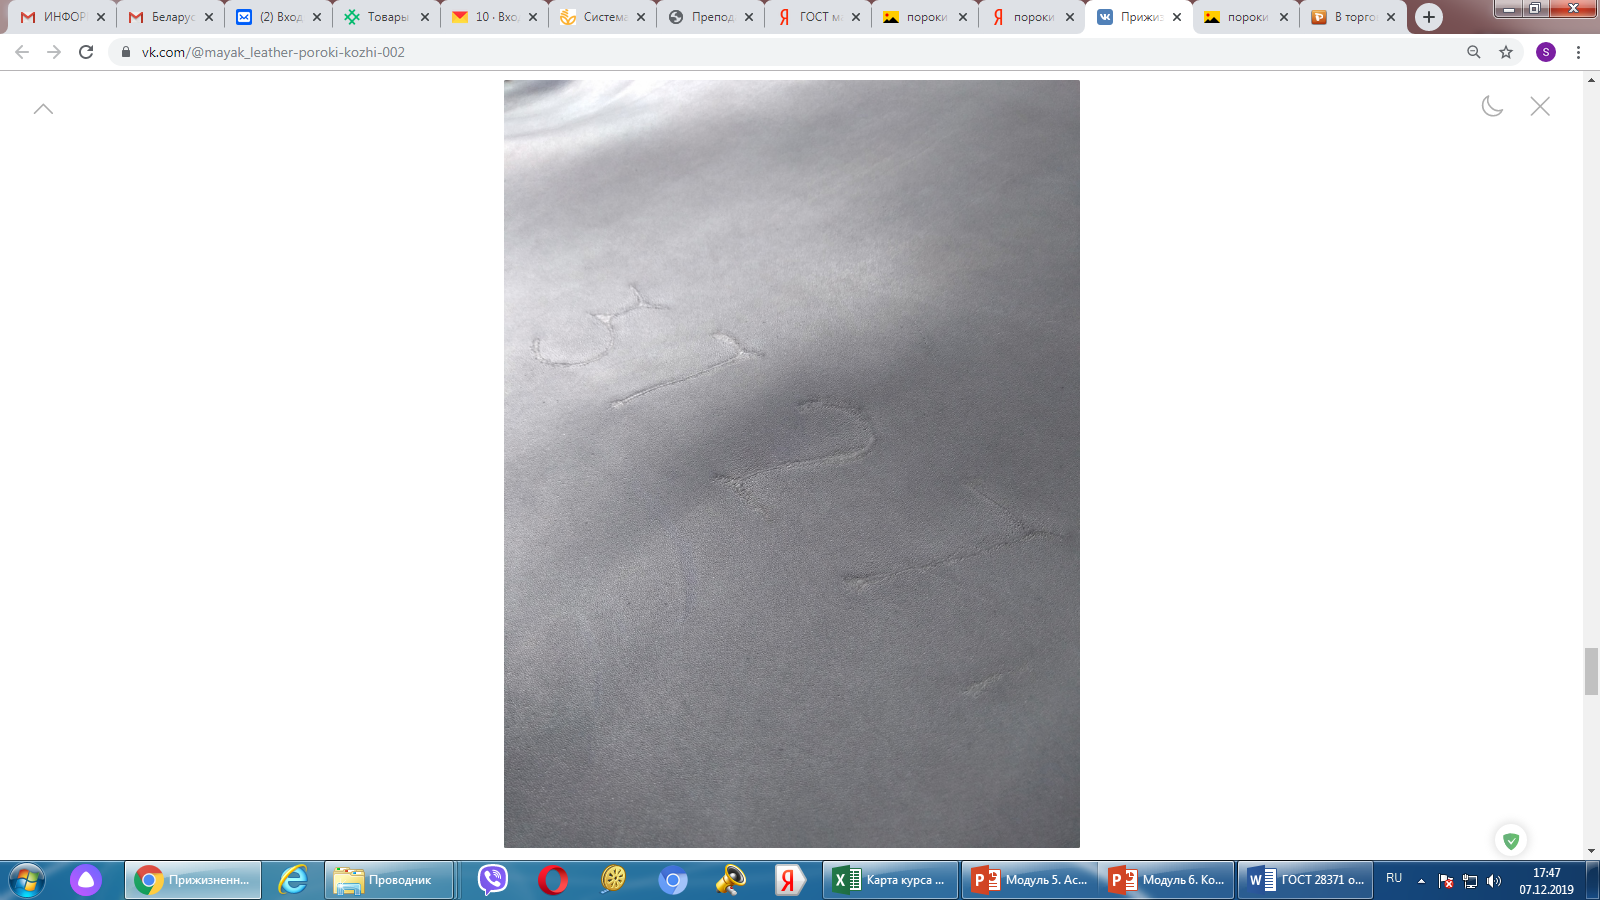 ИНФОР
Беларус
(2) Вход
Товары
10 · Вхо
Система
Препод
ГОСТ ма
пороки
пороки
Прижиз
пороки
В торго
vk.com/@mayak_leather-poroki-kozhi-002
S
Прижизненн...
Проводник
Карта курса ...
Модуль 5. Ас...
Модуль 6. Ко...
ГОСТ 28371 о...
RU
17:47
07.12.2019